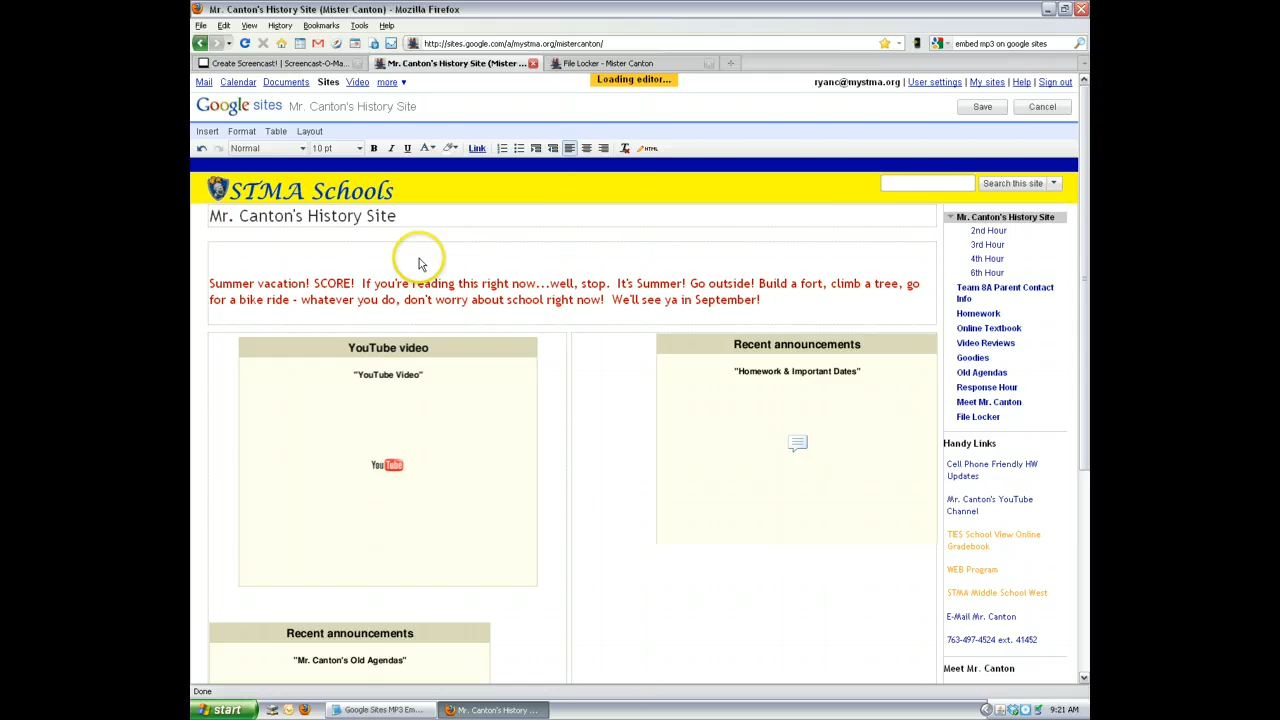 Mr. Canton's History Site (Mister Canton) - Mozilla Firefox
File Edit View History Bookmarks Tools Help
http://sites.google.com/a/mystma.org/mistercanton/
embed mp3 on google sites
Create Screencast! | Screencast-O-Ma...
Mr. Canton's History Site (Mister ...
File Locker - Mister Canton
Mail Calendar Documents Sites Video more
Loading editor...
ryanc@mystma.org | User settings | My sites | Help | Sign out
Google sites Mr. Canton's History Site
Save Cancel
Insert Format Table Layout
Normal 10 pt B I U A Link HTML
STMA Schools
Search this site
Mr. Canton's History Site
Summer vacation! SCORE! If you're reading this right now...well, stop. It's Summer! Go outside! Build a fort, climb a tree, go
for a bike ride - whatever you do, don't worry about school right now! We'll see ya in September!
YouTube video
"YouTube Video"
You Tube
Recent announcements
"Mr. Canton's Old Agendas"
Recent announcements
"Homework & Important Dates"
Mr. Canton's History Site
2nd Hour
3rd Hour
4th Hour
6th Hour
Team 8A Parent Contact
Info
Homework
Online Textbook
Video Reviews
Goodies
Old Agendas
Response Hour
Meet Mr. Canton
File Locker
Handy Links
Cell Phone Friendly HW
Updates
Mr. Canton's YouTube
Channel
TIES School View Online
Gradebook
WEB Program
STMA Middle School West
E-Mail Mr. Canton
763-497-4524 ext. 41452
Meet Mr. Canton
Done
start
Google Sites MP3 Em...
Mr. Canton's History ...
9:21 AM